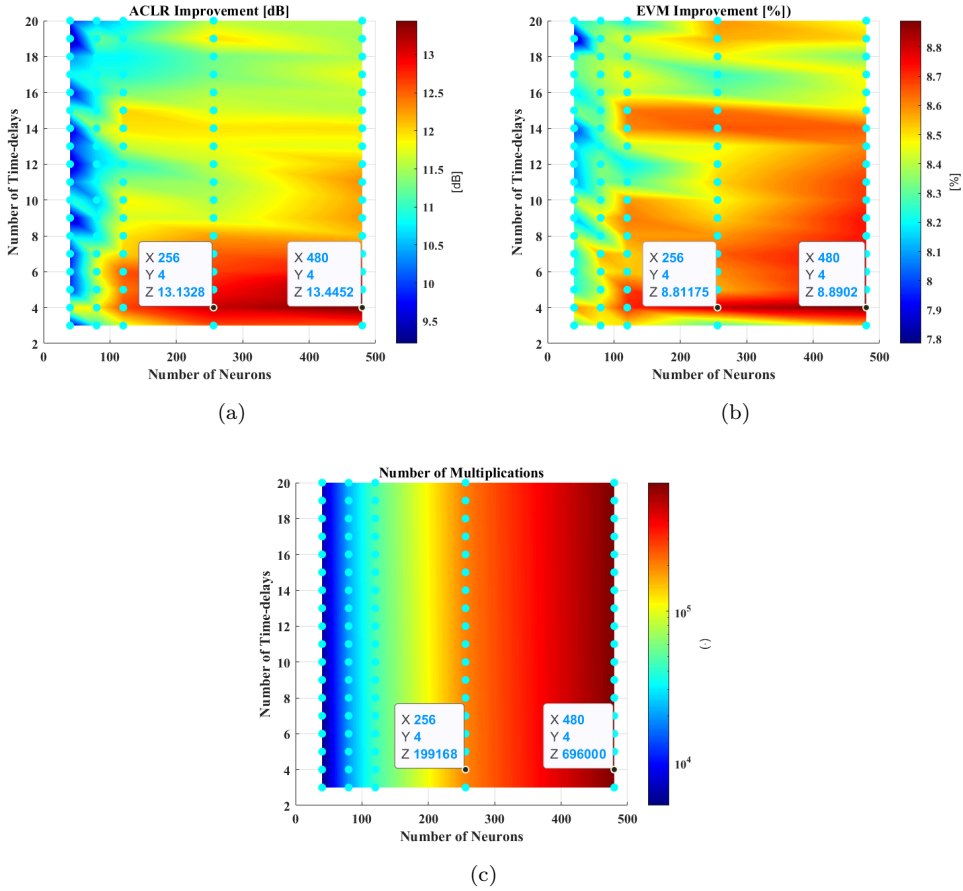 ACLR Improvement [dB]
20
18
16
14
12
10
8
6
4
2
Number of Time-delays
X 256
Y 4
Z 13.1328
X 480
Y 4
Z 13.4452
0
100
200
300
400
500
Number of Neurons
13
12.5
12
11.5
11
10.5
10
9.5
[dB]
(a)
EVM Improvement [%])
20
18
16
14
12
10
8
6
4
2
Number of Time-delays
X 256
Y 4
Z 8.81175
X 480
Y 4
Z 8.8902
0
100
200
300
400
500
Number of Neurons
8.8
8.7
8.6
8.5
8.4
8.3
8.2
8.1
8
7.9
7.8
[%]
(b)
Number of Multiplications
20
18
16
14
12
10
8
6
4
2
Number of Time-delays
X 256
Y 4
Z 199168
X 480
Y 4
Z 696000
0
100
200
300
400
500
Number of Neurons
10⁵
10⁴
(·)
(c)